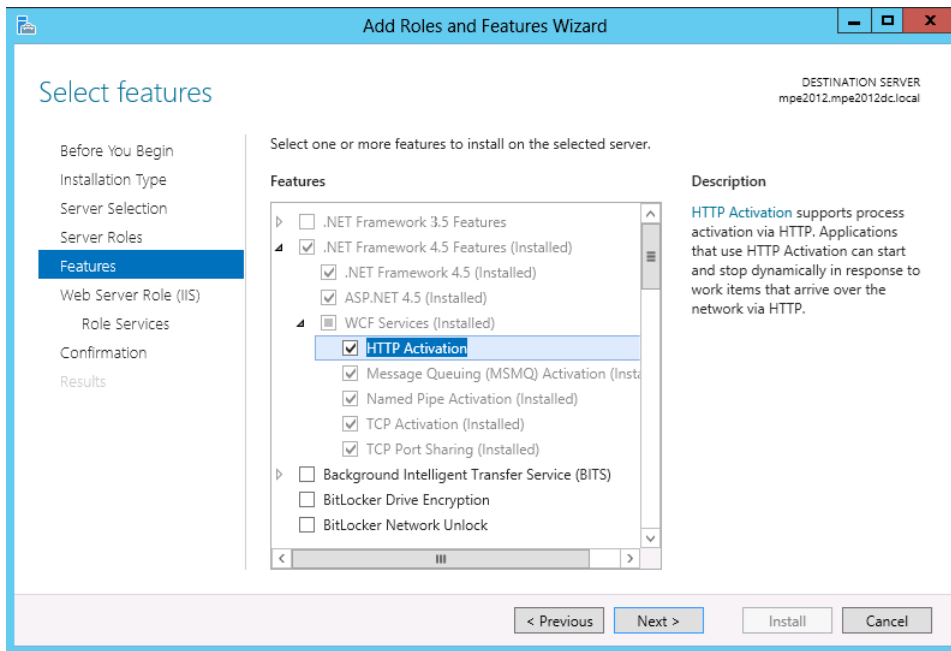 Add Roles and Features Wizard
Select features
DESTINATION SERVER
mpe2012.mpe2012dc.local
Before You Begin
Installation Type
Server Selection
Server Roles
Features
Web Server Role (IIS)
Role Services
Confirmation
Results
Select one or more features to install on the selected server.
Features
.NET Framework 3.5 Features
.NET Framework 4.5 Features (Installed)
.NET Framework 4.5 (Installed)
ASP.NET 4.5 (Installed)
WCF Services (Installed)
HTTP Activation
Message Queuing (MSMQ) Activation (Insta
Named Pipe Activation (Installed)
TCP Activation (Installed)
TCP Port Sharing (Installed)
Background Intelligent Transfer Service (BITS)
BitLocker Drive Encryption
BitLocker Network Unlock
Description
HTTP Activation supports process
activation via HTTP. Applications
that use HTTP Activation can start
and stop dynamically in response to
work items that arrive over the
network via HTTP.
< Previous
Next >
Install
Cancel